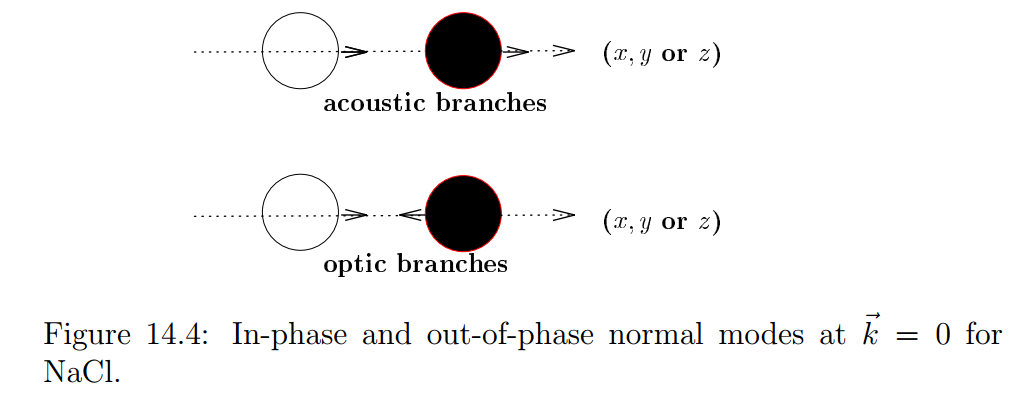 (x, y or z)
acoustic branches
(x, y or z)
optic branches
Figure 14.4: In-phase and out-of-phase normal modes at k⃗ = 0 for
NaCl.